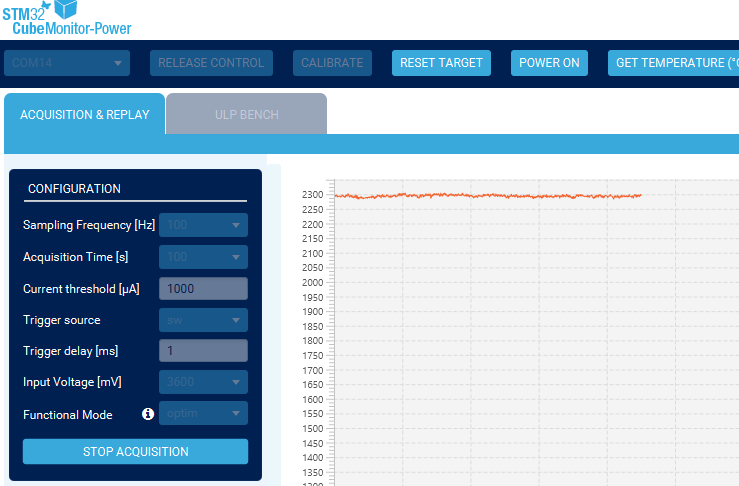 STM32
CubeMonitor-Power
COM14 RELEASE CONTROL CALIBRATE RESET TARGET POWER ON GET TEMPERATURE (°C
ACQUISITION & REPLAY ULP BENCH
CONFIGURATION
Sampling Frequency [Hz] 100
Acquisition Time [s] 100
Current threshold [µA] 1000
Trigger source sw
Trigger delay [ms] 1
Input Voltage [mV] 3600
Functional Mode optim
STOP ACQUISITION
2300
2250
2200
2150
2100
2050
2000
1950
1900
1850
1800
1750
1700
1650
1600
1550
1500
1450
1400
1350
1300